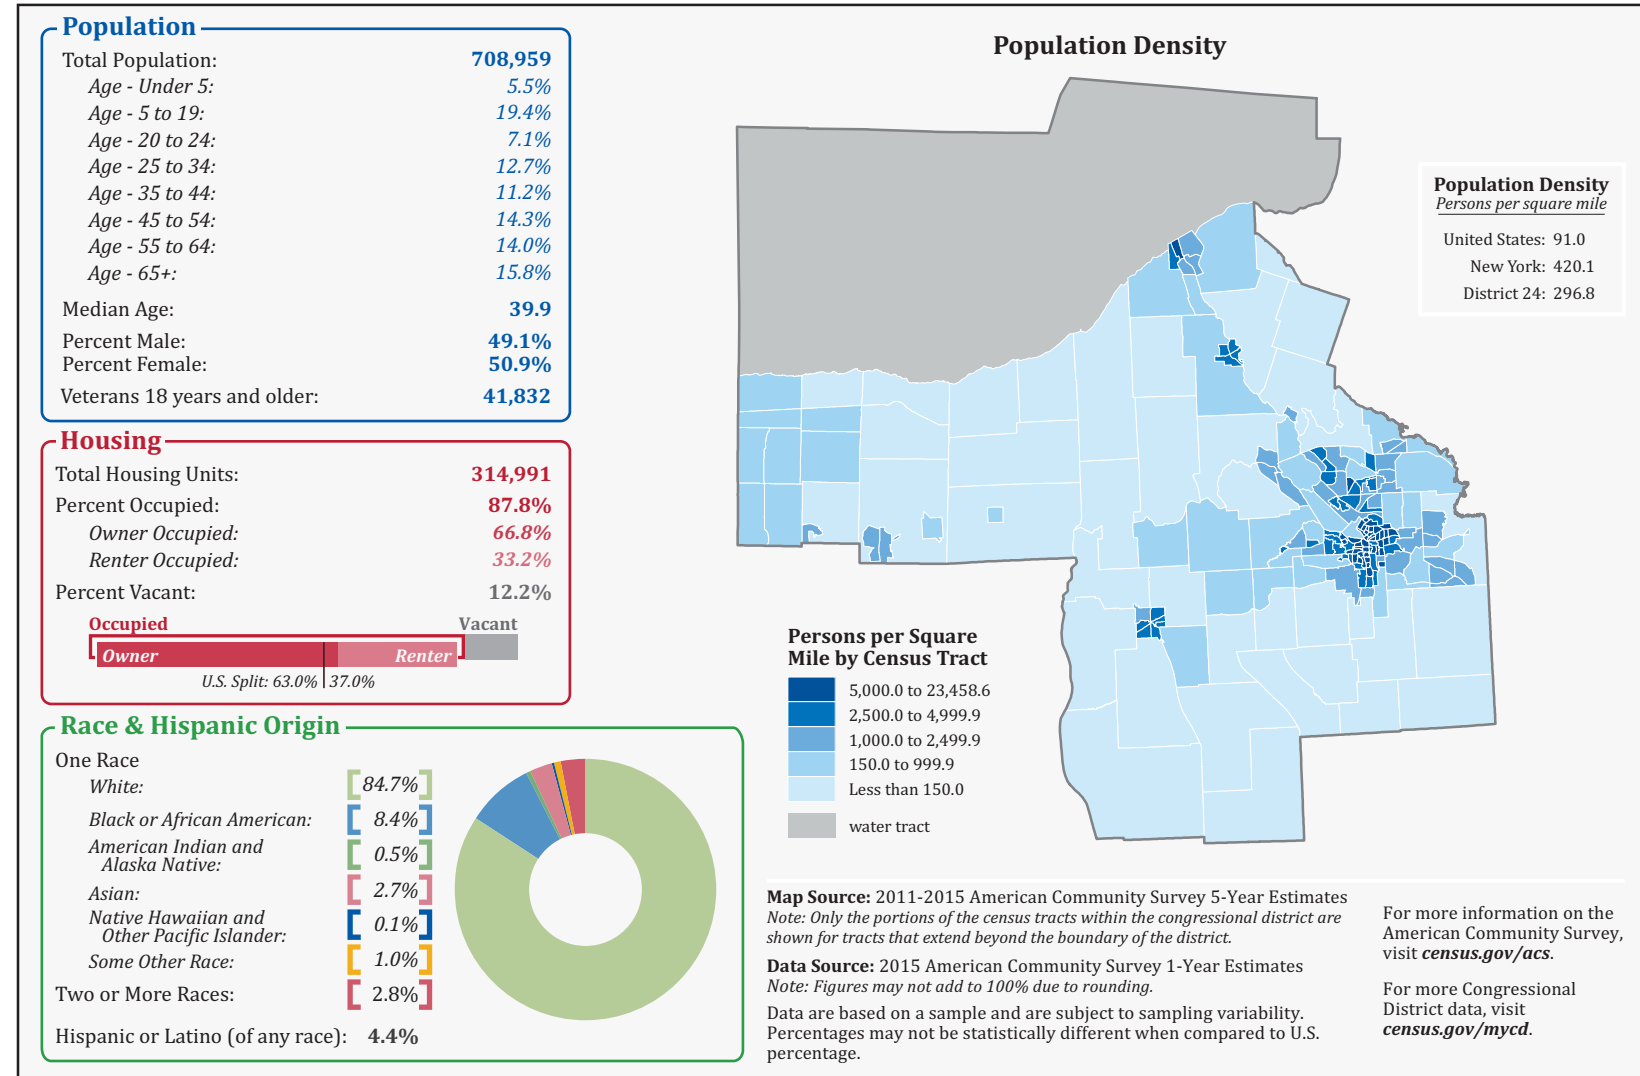 Population
Total Population: 708,959
Age - Under 5: 5.5%
Age - 5 to 19: 19.4%
Age - 20 to 24: 7.1%
Age - 25 to 34: 12.7%
Age - 35 to 44: 11.2%
Age - 45 to 54: 14.3%
Age - 55 to 64: 14.0%
Age - 65+: 15.8%
Median Age: 39.9
Percent Male: 49.1%
Percent Female: 50.9%
Veterans 18 years and older: 41,832
Housing
Total Housing Units: 314,991
Percent Occupied: 87.8%
Owner Occupied: 66.8%
Renter Occupied: 33.2%
Percent Vacant: 12.2%
Occupied Vacant
Owner Renter
U.S. Split: 63.0% 37.0%
Race & Hispanic Origin
One Race
White: 84.7%
Black or African American: 8.4%
American Indian and
Alaska Native: 0.5%
Asian: 2.7%
Native Hawaiian and
Other Pacific Islander: 0.1%
Some Other Race: 1.0%
Two or More Races: 2.8%
Hispanic or Latino (of any race): 4.4%
Population Density
Population Density
Persons per square mile
United States: 91.0
New York: 420.1
District 24: 296.8
Persons per Square
Mile by Census Tract
5,000.0 to 23,458.6
2,500.0 to 4,999.9
1,000.0 to 2,499.9
150.0 to 999.9
Less than 150.0
water tract
Map Source: 2011-2015 American Community Survey 5-Year Estimates
Note: Only the portions of the census tracts within the congressional district are
shown for tracts that extend beyond the boundary of the district.
Data Source: 2015 American Community Survey 1-Year Estimates
Note: Figures may not add to 100% due to rounding.
Data are based on a sample and are subject to sampling variability.
Percentages may not be statistically different when compared to U.S.
percentage.
For more information on the
American Community Survey,
visit census.gov/acs.
For more Congressional
District data, visit
census.gov/mycd.